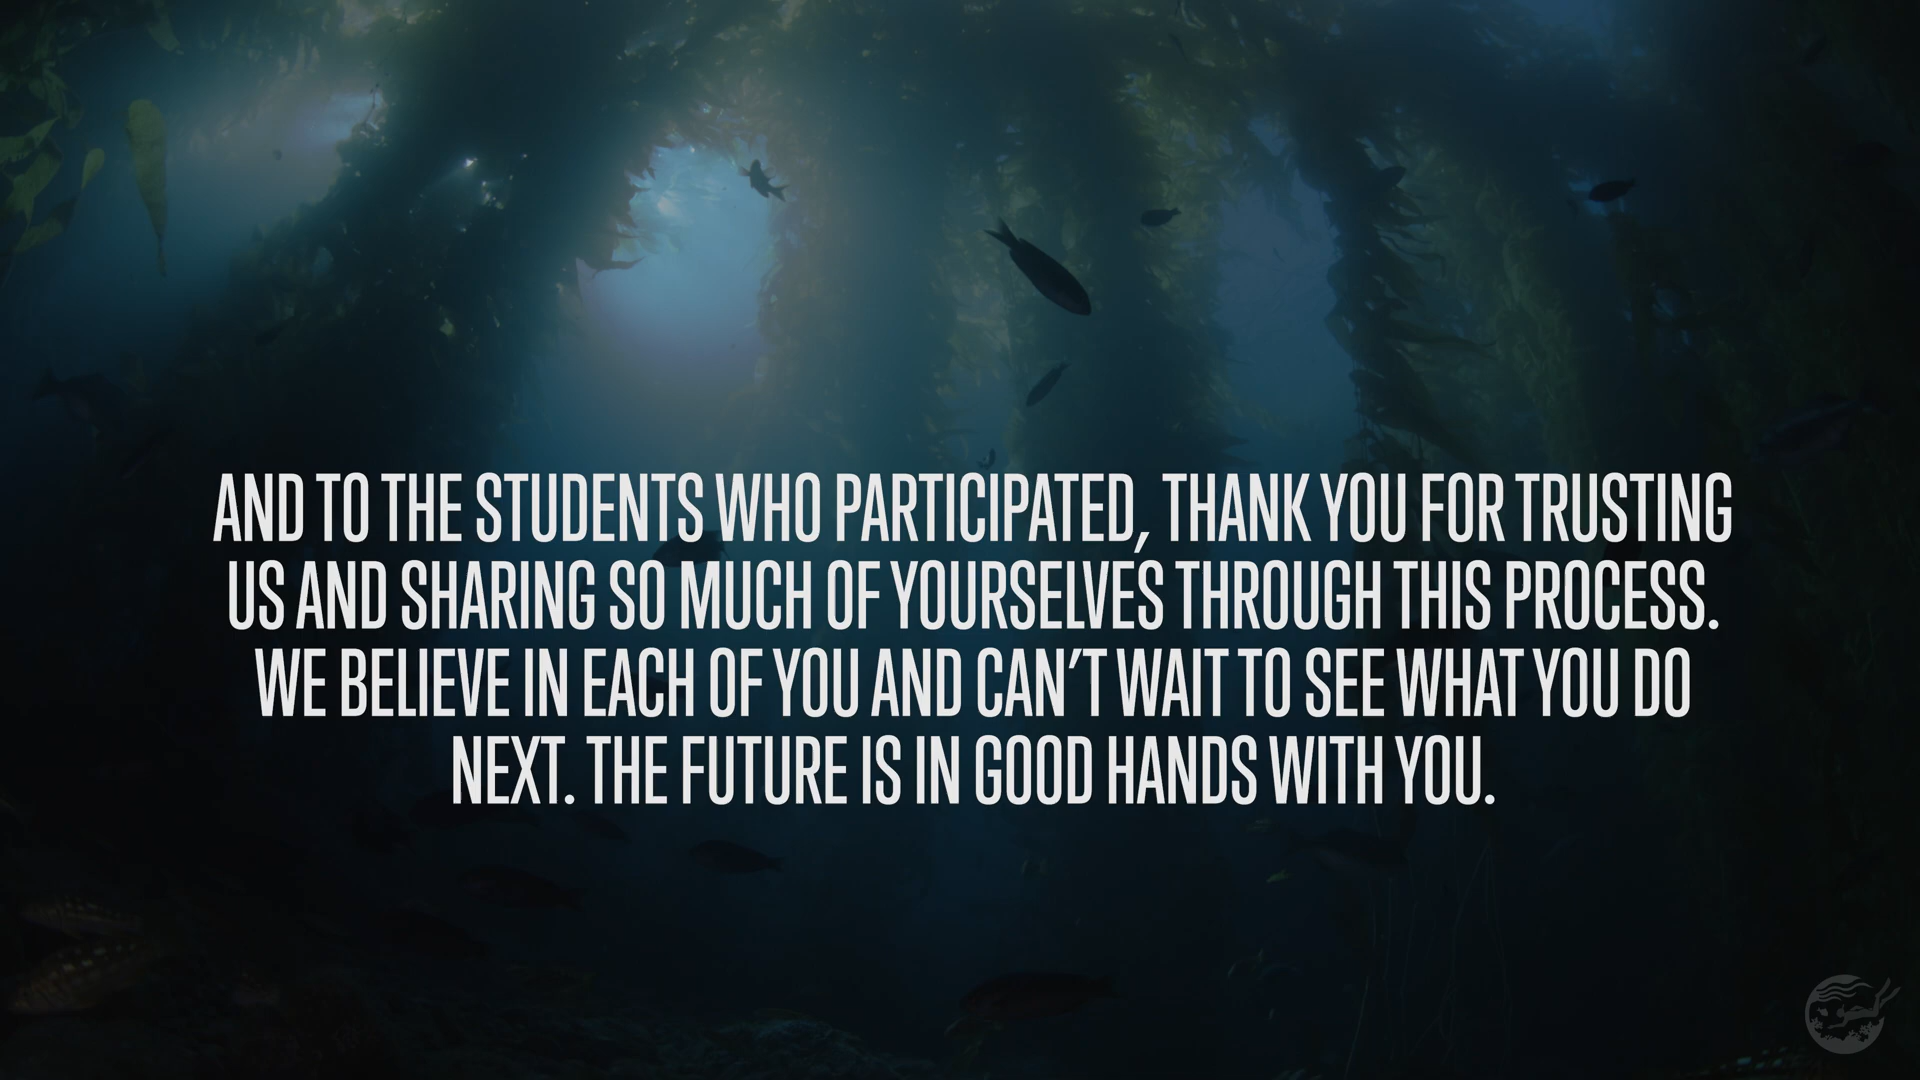 AND TO THE STUDENTS WHO PARTICIPATED, THANK YOU FOR TRUSTING
US AND SHARING SO MUCH OF YOURSELVES THROUGH THIS PROCESS.
WE BELIEVE IN EACH OF YOU AND CAN’T WAIT TO SEE WHAT YOU DO
NEXT. THE FUTURE IS IN GOOD HANDS WITH YOU.